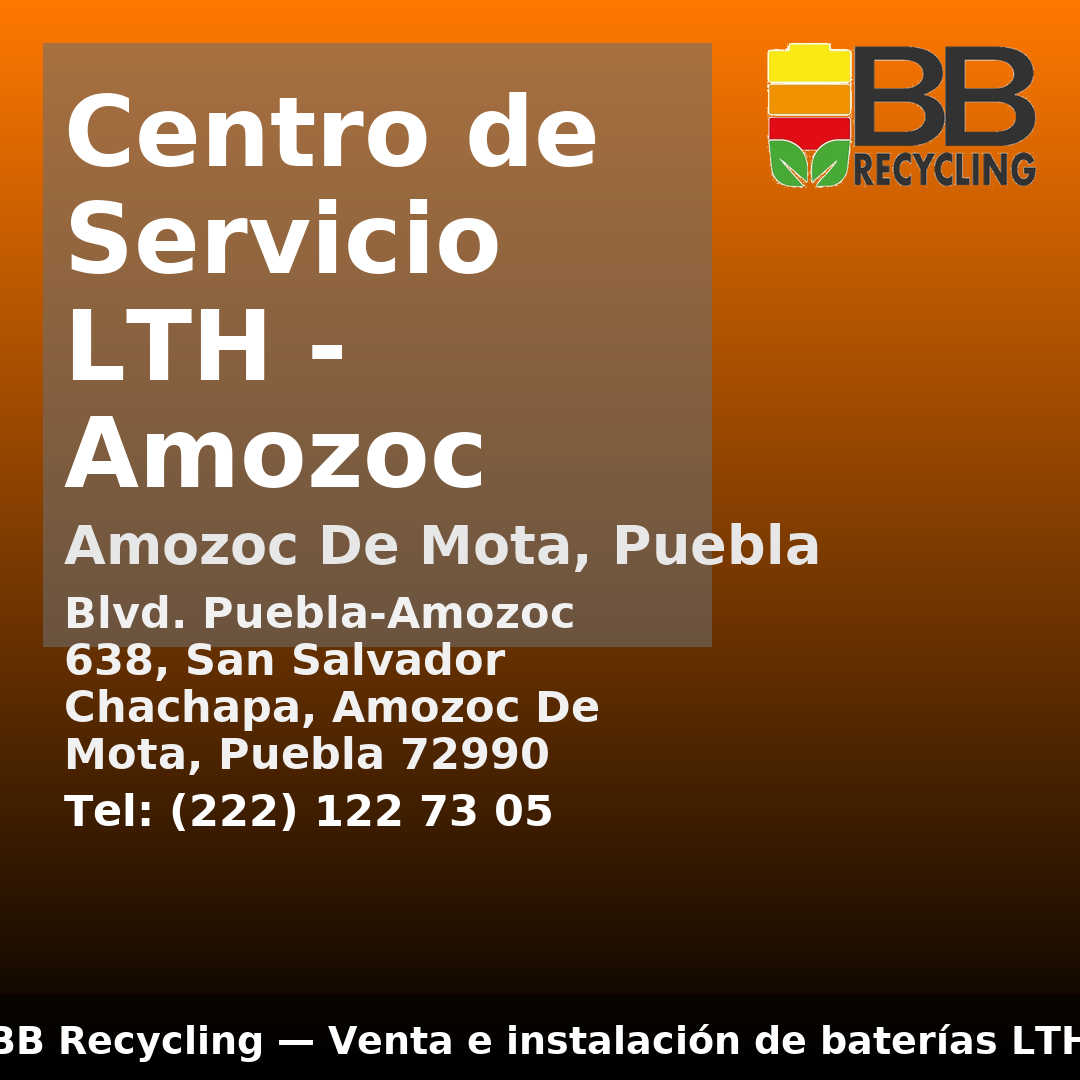 Centro de
Servicio
LTH -
Amozoc
BB
RECYCLING
Amozoc De Mota, Puebla
Blvd. Puebla-Amozoc
638, San Salvador
Chachapa, Amozoc De
Mota, Puebla 72990
Tel: (222) 122 73 05
BB Recycling — Venta e instalación de baterías LTH